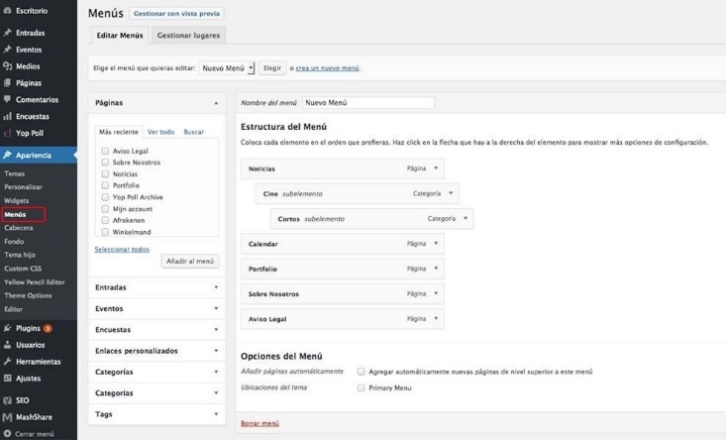 Escritorio
Entradas
Eventos
Medios
Páginas
Comentarios
Encuestas
Yop Poll
Apariencia
Temas
Personalizar
Widgets
Menús
Cabecera
Fondo
Tema hijo
Custom CSS
Yellow Pencil Editor
Theme Options
Editor
Plugins 3
Usuarios
Herramientas
Ajustes
SEO
MashShare
Cerrar menú
Menús Gestionar con vista previa
Editar Menús Gestionar lugares
Elige el menú que quieras editar: Nuevo Menú Elegir o crea un nuevo menú.
Páginas
Más reciente Ver todo Buscar
Aviso Legal
Sobre Nosotros
Noticias
Portfolio
Yop Poll Archive
Mijn account
Afrekenen
Winkelmand
Seleccionar todos
Añadir al menú
Entradas
Eventos
Encuestas
Enlaces personalizados
Categorías
Categorias
Tags
Nombre del menú Nuevo Menú
Estructura del Menú
Coloca cada elemento en el orden que prefieras. Haz click en la flecha que hay a la derecha del elemento para mostrar más opciones de configuración.
Noticias Página
Cine subelemento Categoría
Cortos subelemento Categoría
Calendar Página
Portfolio Página
Sobre Nosotros Página
Aviso Legal Página
Opciones del Menú
Añadir páginas automáticamente Agregar automáticamente nuevas páginas de nivel superior a este menú
Ubicaciones del tema Primary Menu
Borrar menú